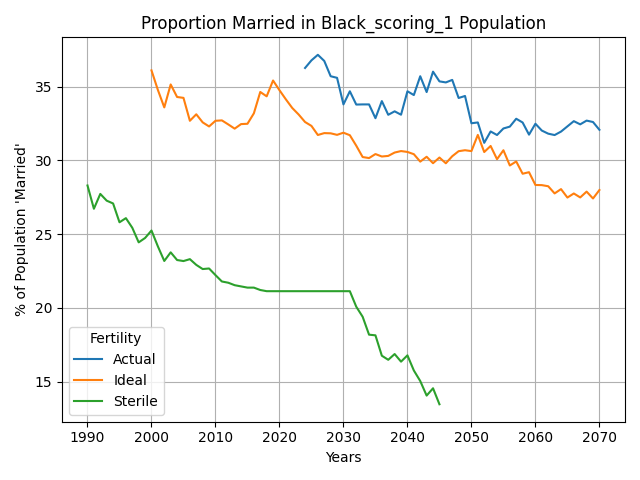 Proportion Married in Black_scoring_1 Population
% of Population 'Married'
35
30
25
20
15
Fertility
Actual
Ideal
Sterile
1990 2000 2010 2020 2030 2040 2050 2060 2070
Years